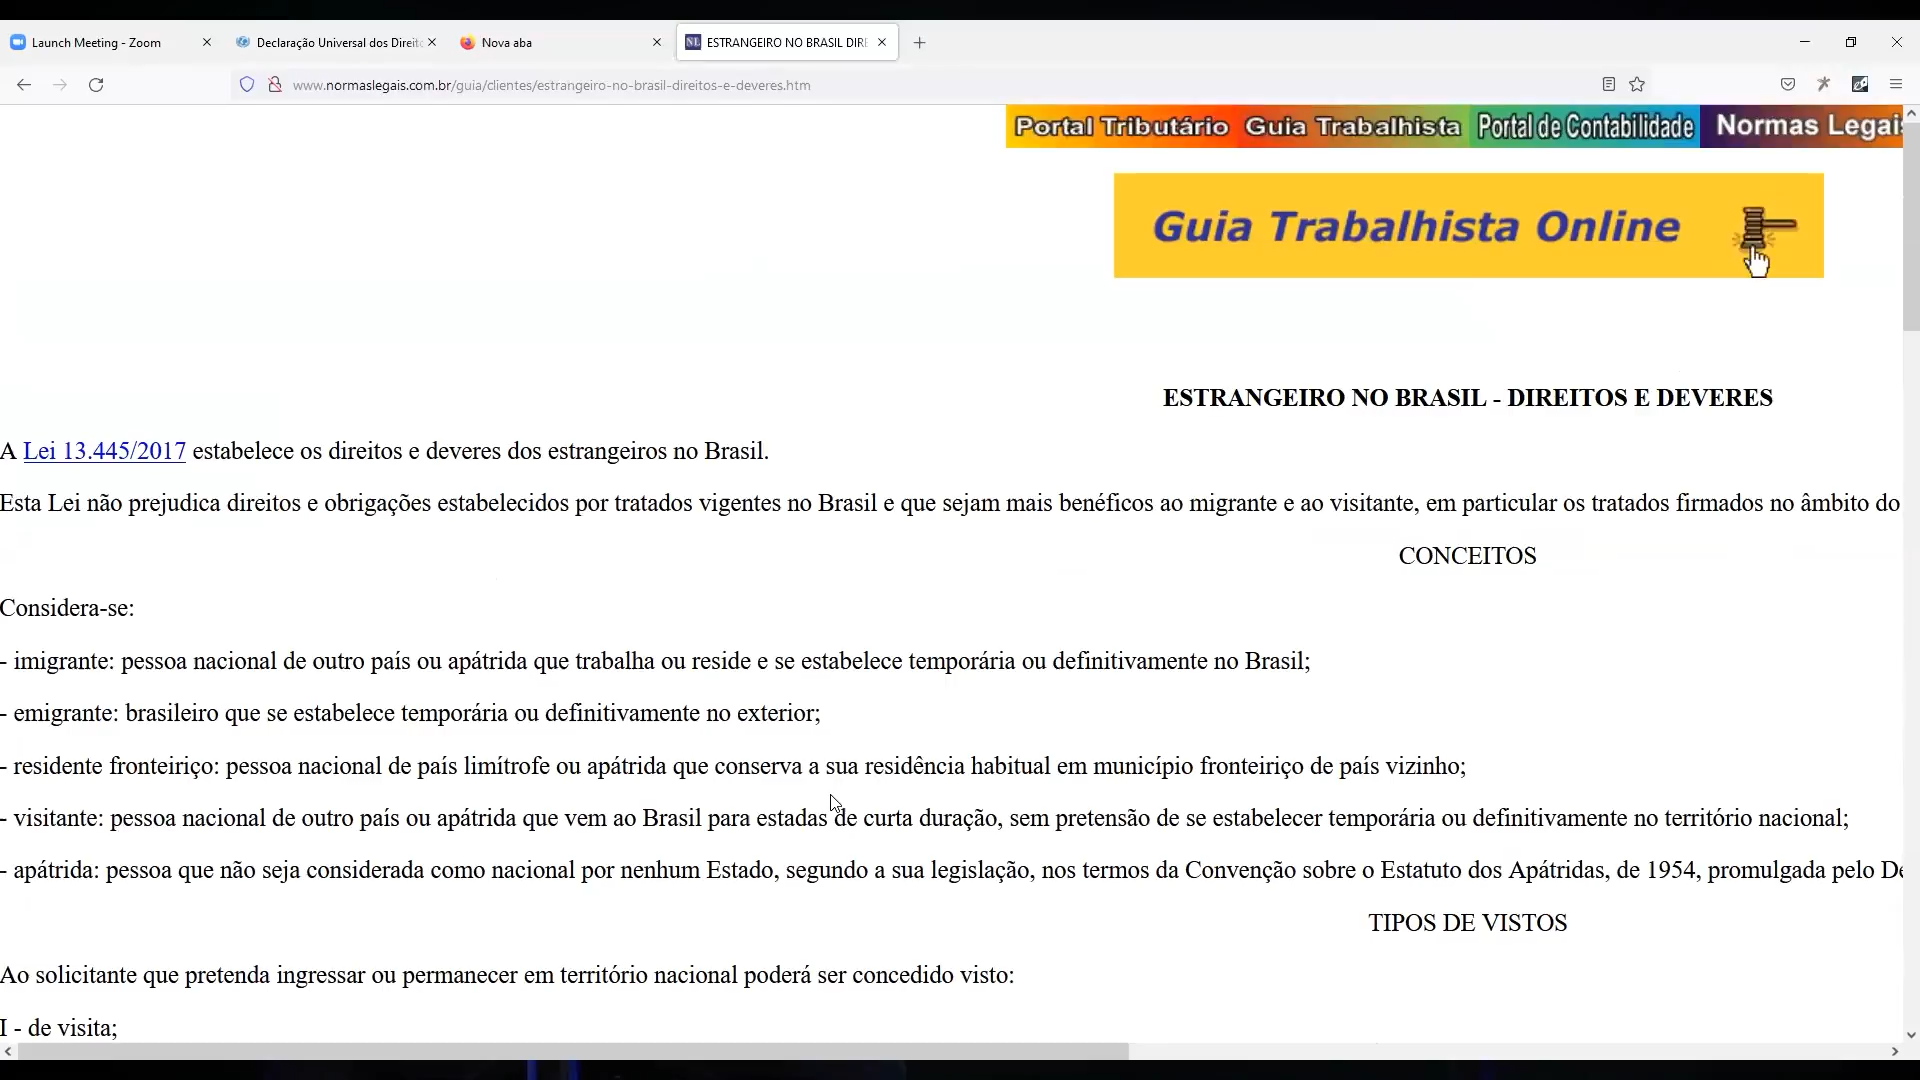 Launch Meeting - Zoom
Declaração Universal dos Direito
Nova aba
NL ESTRANGEIRO NO BRASIL DIRE
www.normaslegais.com.br/guia/clientes/estrangeiro-no-brasil-direitos-e-deveres.htm
Portal Tributário Guia Trabalhista Portal de Contabilidade Normas Legais
Guia Trabalhista Online
ESTRANGEIRO NO BRASIL - DIREITOS E DEVERES
A Lei 13.445/2017 estabelece os direitos e deveres dos estrangeiros no Brasil.
Esta Lei não prejudica direitos e obrigações estabelecidos por tratados vigentes no Brasil e que sejam mais benéficos ao migrante e ao visitante, em particular os tratados firmados no âmbito do
CONCEITOS
Considera-se:
- imigrante: pessoa nacional de outro país ou apátrida que trabalha ou reside e se estabelece temporária ou definitivamente no Brasil;
- emigrante: brasileiro que se estabelece temporária ou definitivamente no exterior;
- residente fronteiriço: pessoa nacional de país limítrofe ou apátrida que conserva a sua residência habitual em município fronteiriço de país vizinho;
- visitante: pessoa nacional de outro país ou apátrida que vem ao Brasil para estadas de curta duração, sem pretensão de se estabelecer temporária ou definitivamente no território nacional;
- apátrida: pessoa que não seja considerada como nacional por nenhum Estado, segundo a sua legislação, nos termos da Convenção sobre o Estatuto dos Apátridas, de 1954, promulgada pelo De
TIPOS DE VISTOS
Ao solicitante que pretenda ingressar ou permanecer em território nacional poderá ser concedido visto:
I - de visita;